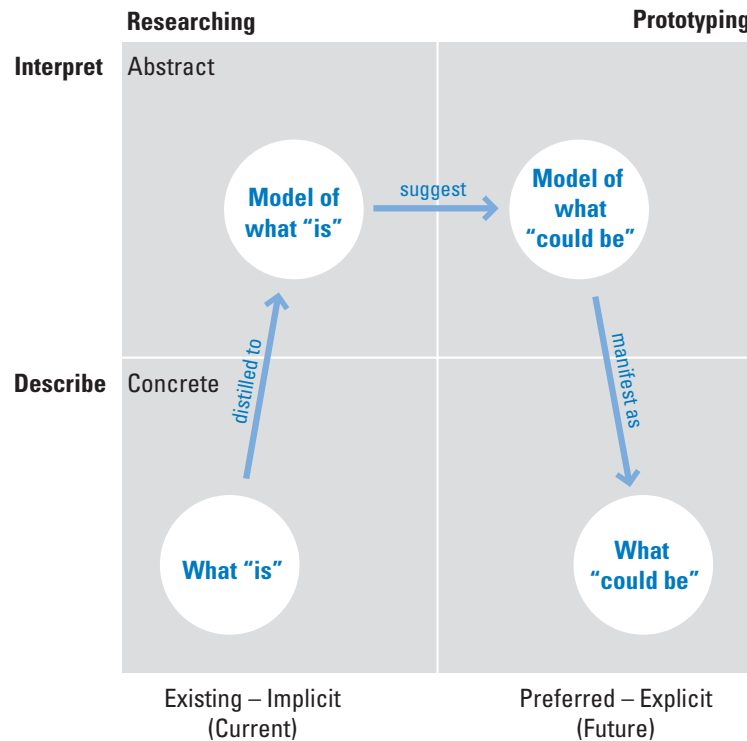 Researching
Prototyping
Interpret
Abstract
Model of
what “is”
suggest
Model of
what
“could be”
distilled to
manifest as
Describe
Concrete
What “is”
What
“could be”
Existing – Implicit
(Current)
Preferred – Explicit
(Future)